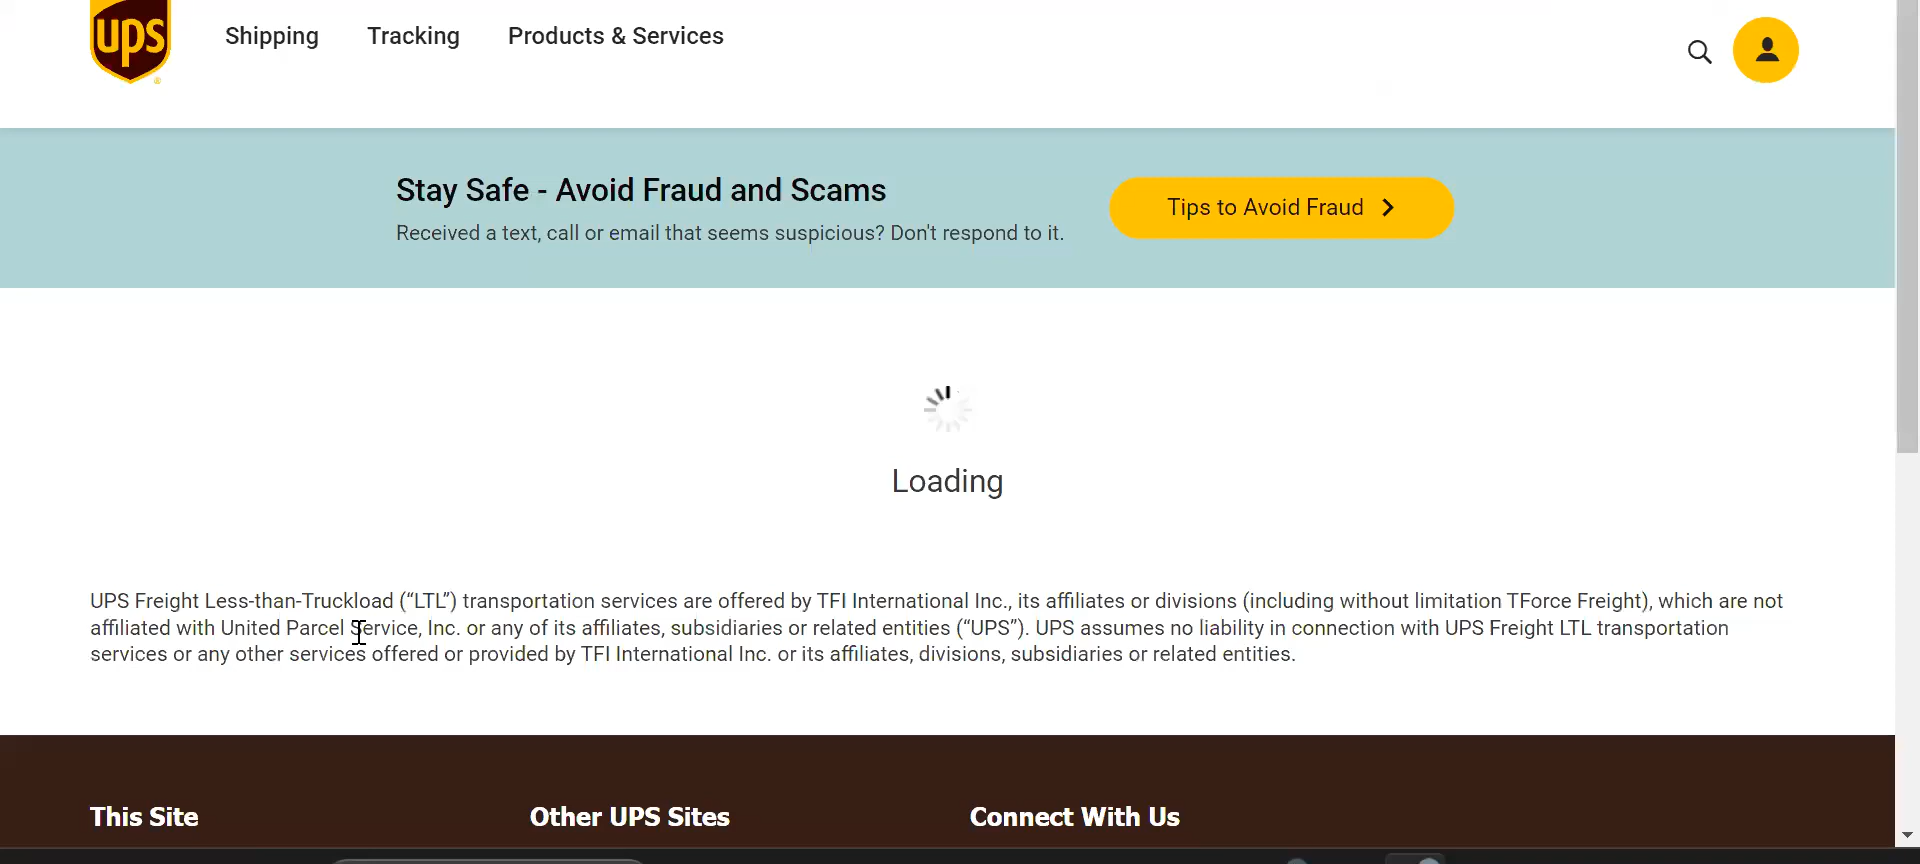 ups
Shipping
Tracking
Products & Services
Stay Safe - Avoid Fraud and Scams
Received a text, call or email that seems suspicious? Don't respond to it.
Tips to Avoid Fraud
Loading
UPS Freight Less-than-Truckload (“LTL”) transportation services are offered by TFI International Inc., its affiliates or divisions (including without limitation TForce Freight), which are not
affiliated with United Parcel Service, Inc. or any of its affiliates, subsidiaries or related entities (“UPS”). UPS assumes no liability in connection with UPS Freight LTL transportation
services or any other services offered or provided by TFI International Inc. or its affiliates, divisions, subsidiaries or related entities.
This Site
Other UPS Sites
Connect With Us